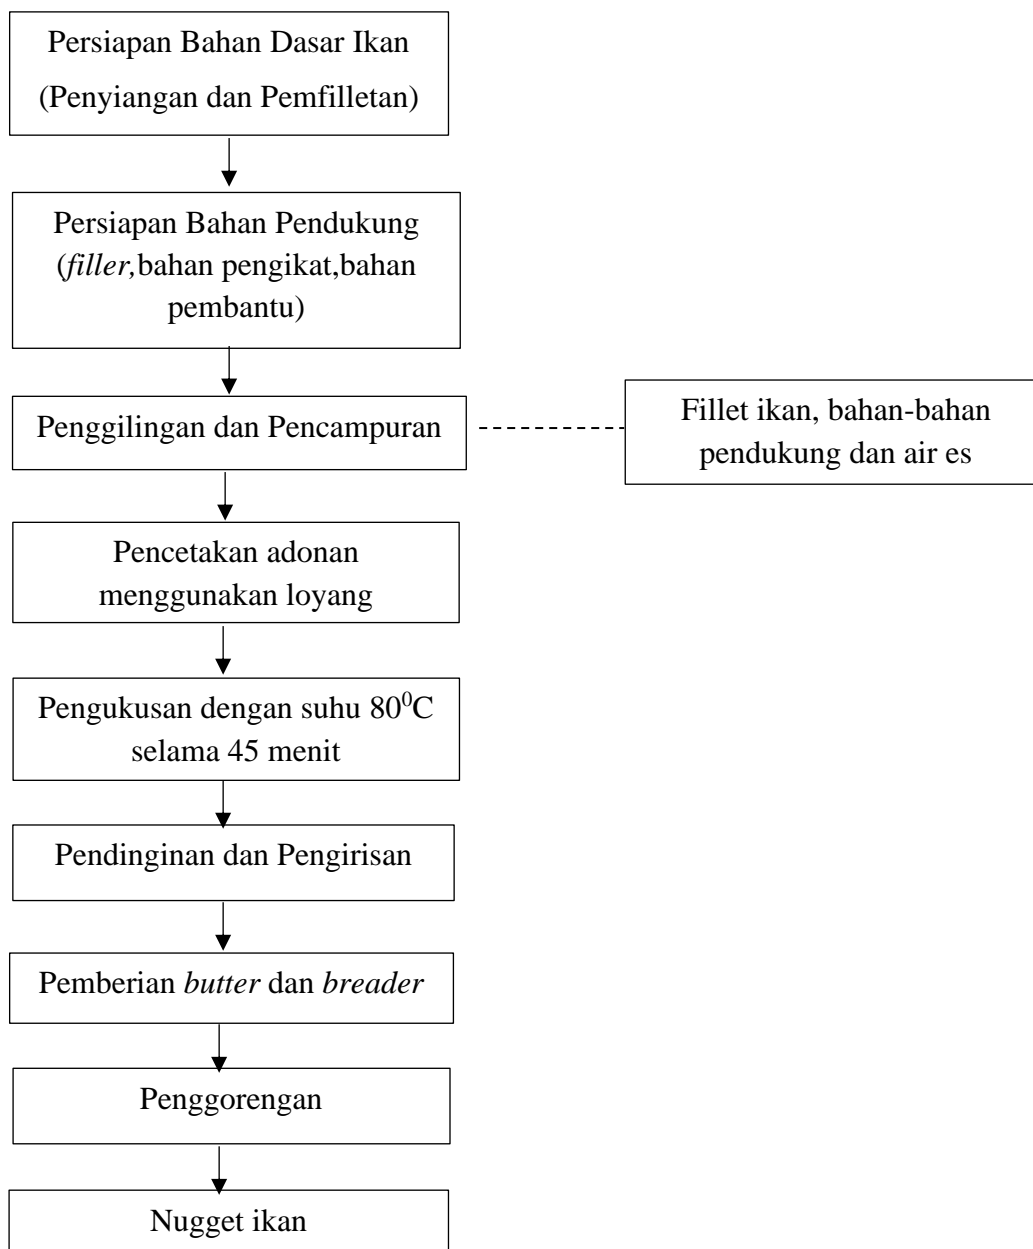 Persiapan Bahan Dasar Ikan
(Penyiangan dan Pemfilletan)
Persiapan Bahan Pendukung
(filler,bahan pengikat,bahan
pembantu)
Penggilingan dan Pencampuran
Fillet ikan, bahan-bahan
pendukung dan air es
Pencetakan adonan
menggunakan loyang
Pengukusan dengan suhu 80⁰C
selama 45 menit
Pendinginan dan Pengirisan
Pemberian butter dan breader
Penggorengan
Nugget ikan